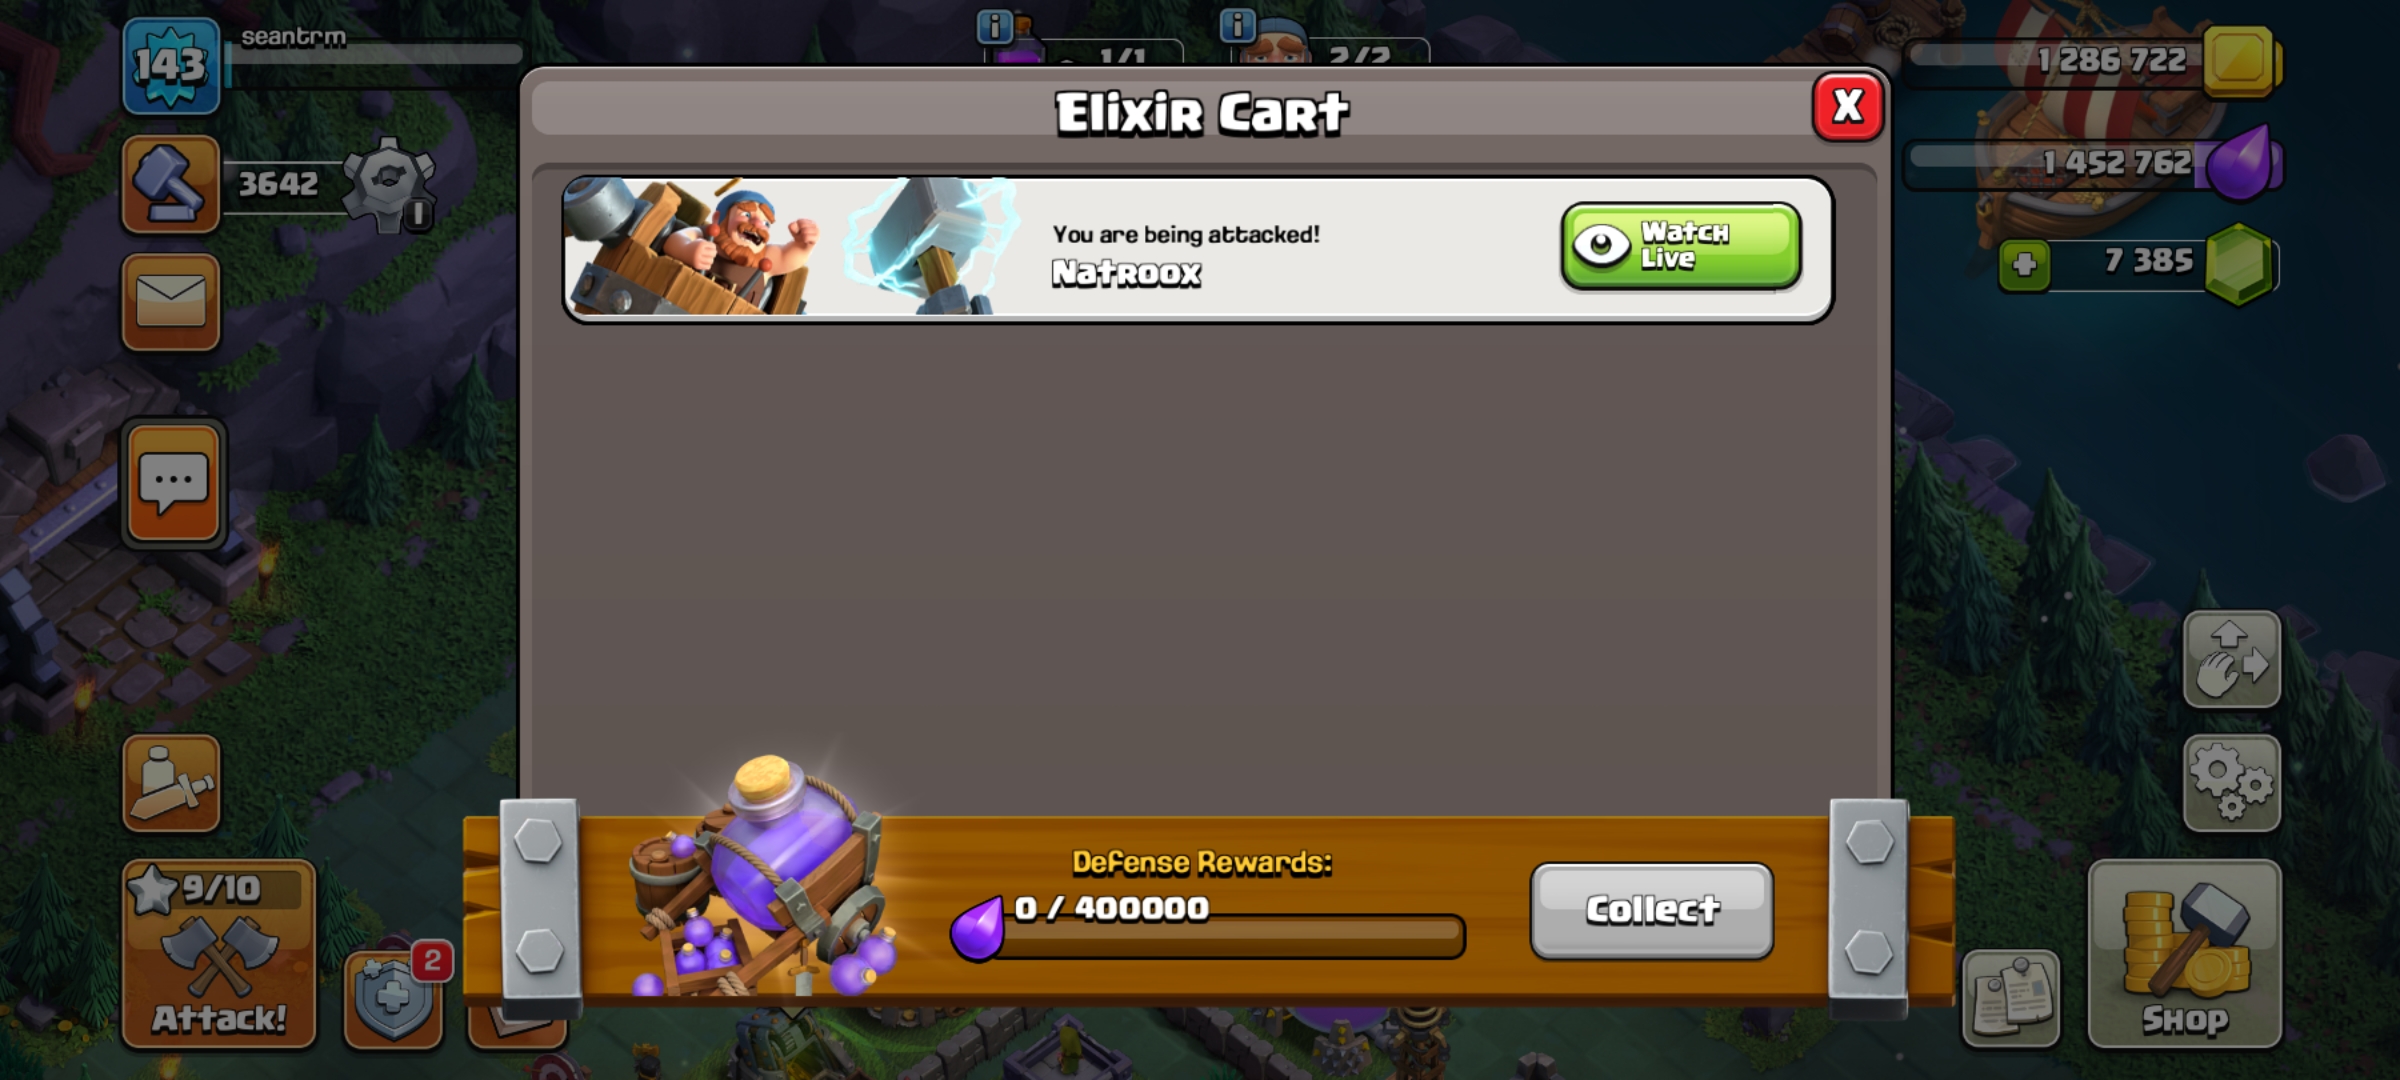 143
seantrm
1/1
2/2
1 286 722
Elixir Cart
X
3642
1 452 762
You are being attacked!
Natroox
Watch
Live
7 385
Defense Rewards:
0 / 400000
Collect
9/10
Attack!
2
Shop